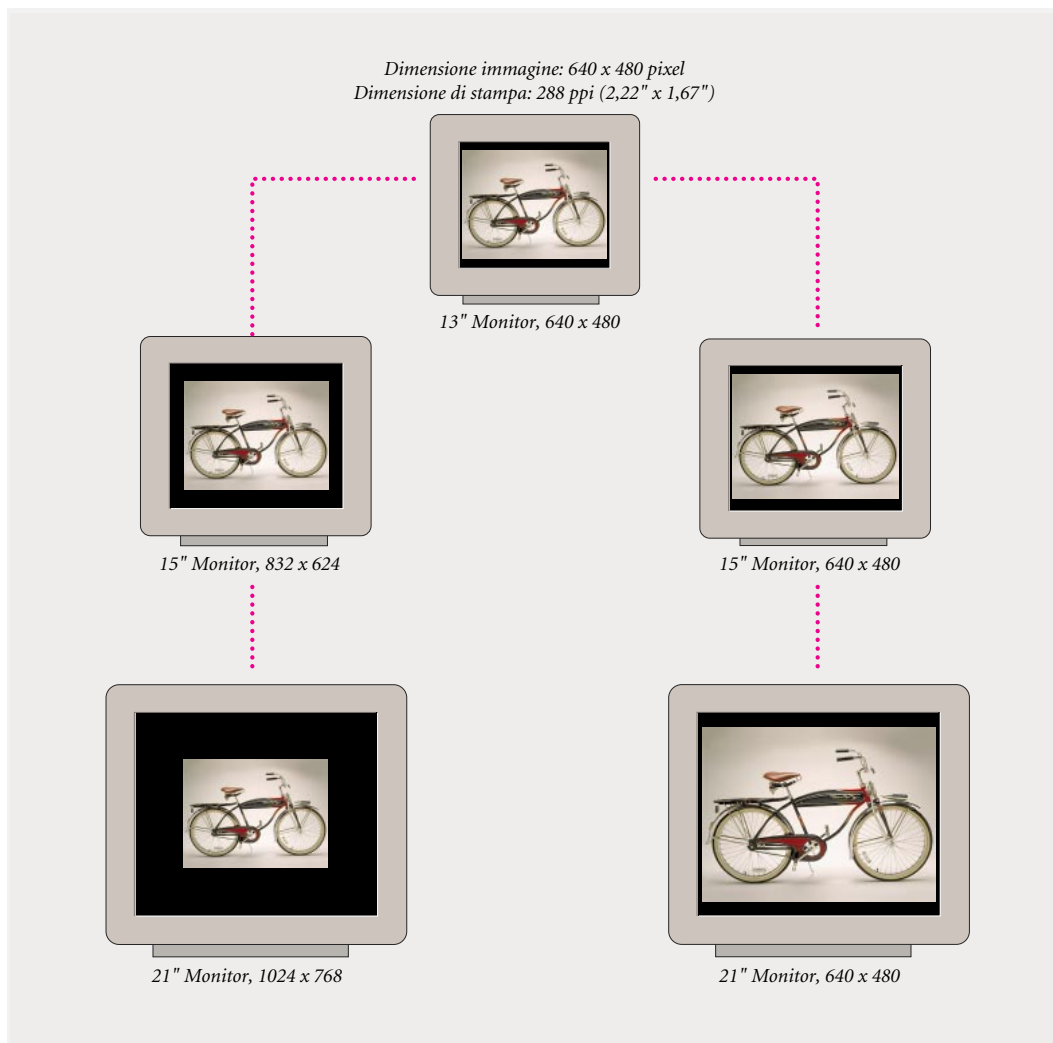 Dimensione immagine: 640 x 480 pixel
Dimensione di stampa: 288 ppi (2,22" x 1,67")
13" Monitor, 640 x 480
15" Monitor, 832 x 624
15" Monitor, 640 x 480
21" Monitor, 1024 x 768
21" Monitor, 640 x 480